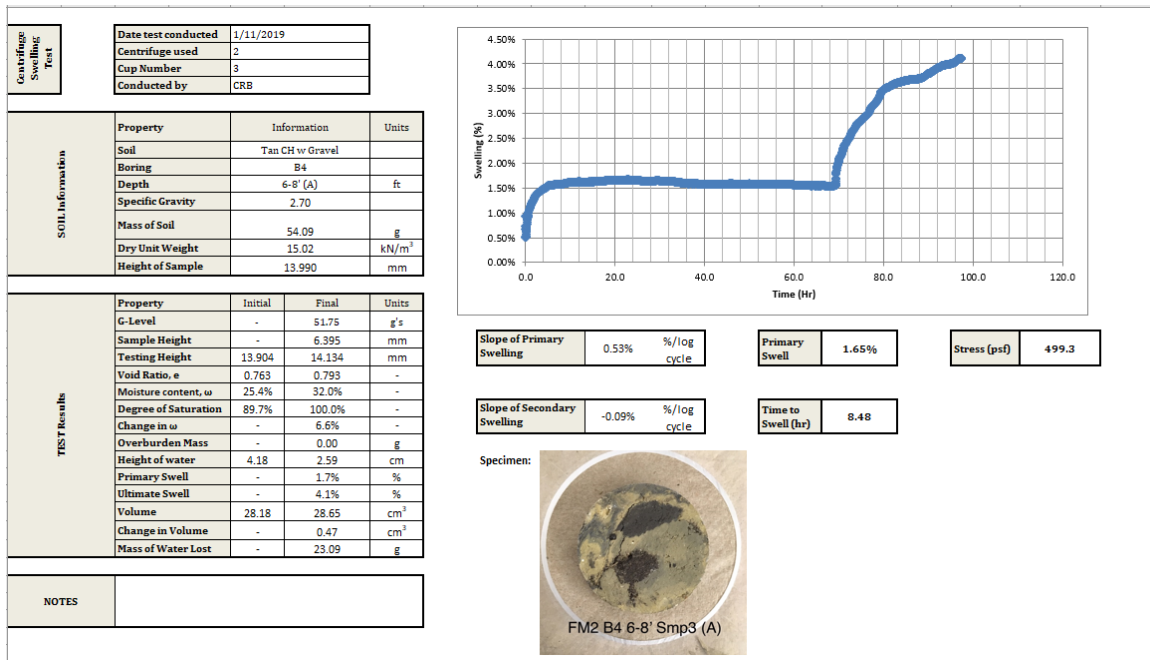 Centrifuge Swelling Test
Date test conducted 1/11/2019
Centrifuge used 2
Cup Number 3
Conducted by CRB
SOIL Information
Property Information Units
Soil Tan CH w Gravel
Boring B4
Depth 6-8' (A) ft
Specific Gravity 2.70
Mass of Soil 54.09 g
Dry Unit Weight 15.02 kN/m³
Height of Sample 13.990 mm
TEST Results
Property Initial Final Units
G-Level - 51.75 g's
Sample Height - 6.395 mm
Testing Height 13.904 14.134 mm
Void Ratio, e 0.763 0.793 -
Moisture content, ω 25.4% 32.0% -
Degree of Saturation 89.7% 100.0% -
Change in ω - 6.6% -
Overburden Mass - 0.00 g
Height of water 4.18 2.59 cm
Primary Swell - 1.7% %
Ultimate Swell - 4.1% %
Volume 28.18 28.65 cm³
Change in Volume - 0.47 cm³
Mass of Water Lost - 23.09 g
NOTES
Swelling (%)
4.50%
4.00%
3.50%
3.00%
2.50%
2.00%
1.50%
1.00%
0.50%
0.00%
0.0 20.0 40.0 60.0 80.0 100.0 120.0
Time (Hr)
Slope of Primary Swelling 0.53% %/log cycle
Primary Swell 1.65%
Stress (psf) 499.3
Slope of Secondary Swelling -0.09% %/log cycle
Time to Swell (hr) 8.48
Specimen:
FM2 B4 6-8' Smp3 (A)